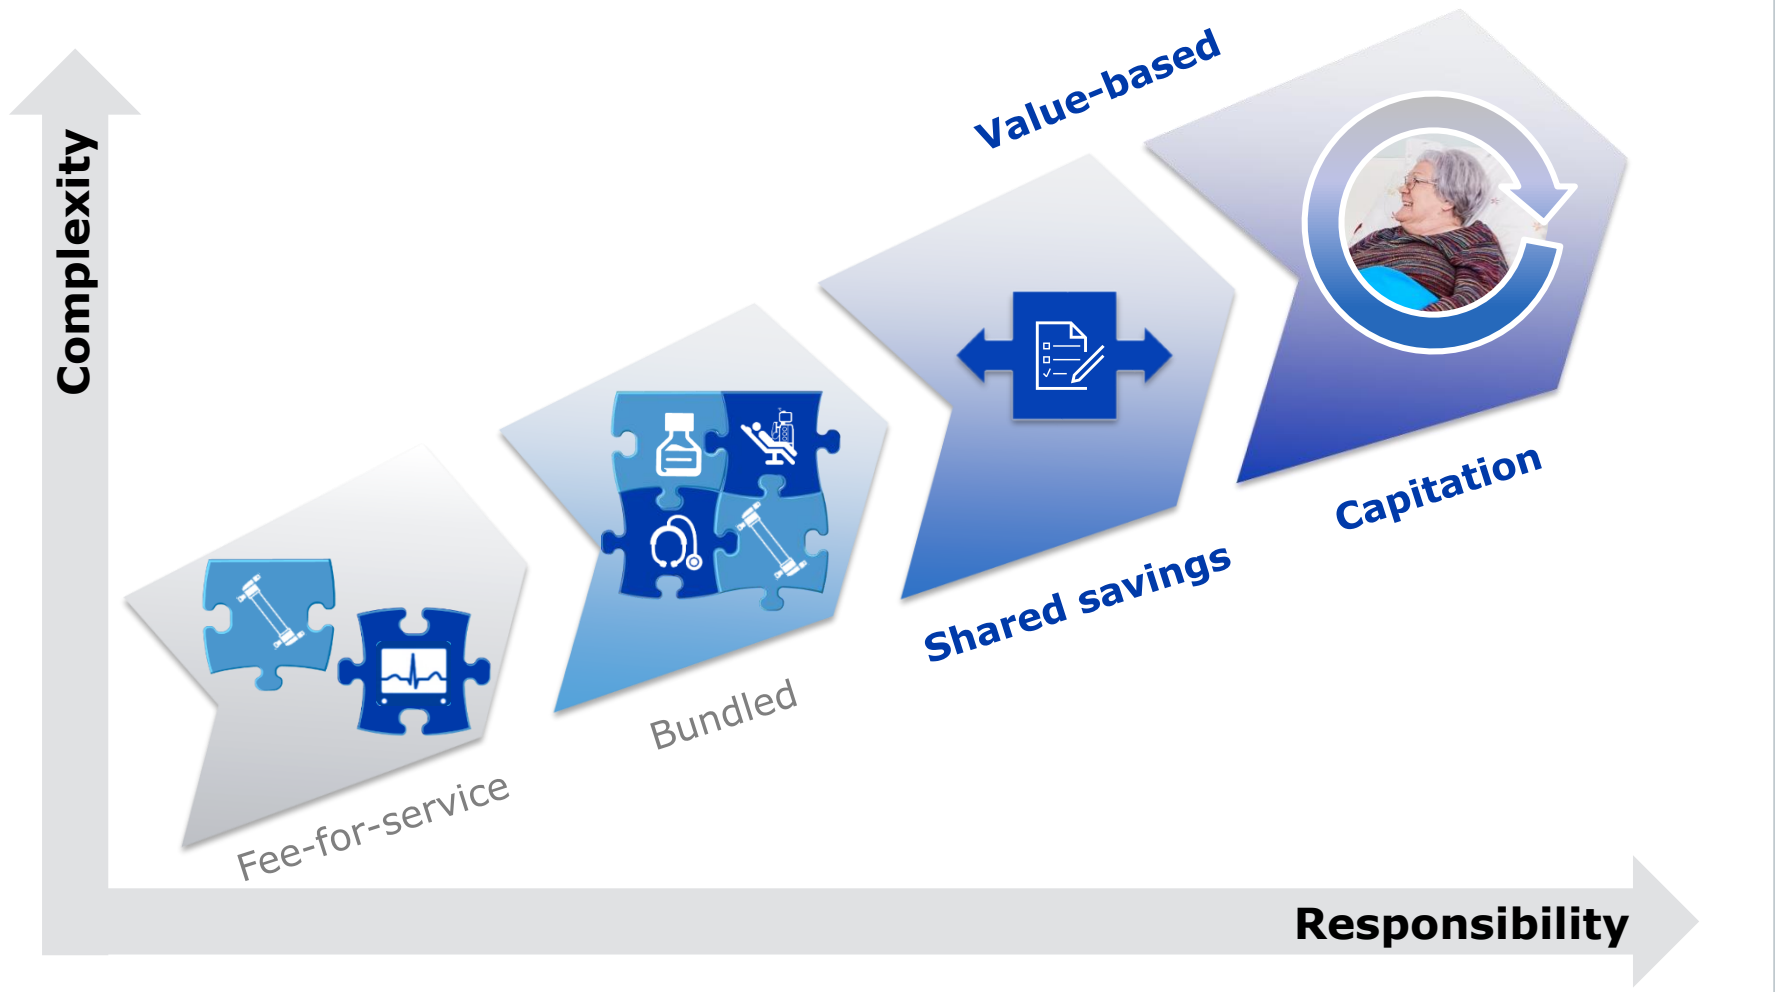 Complexity
Value-based
Capitation
Shared savings
Bundled
Fee-for-service
Responsibility